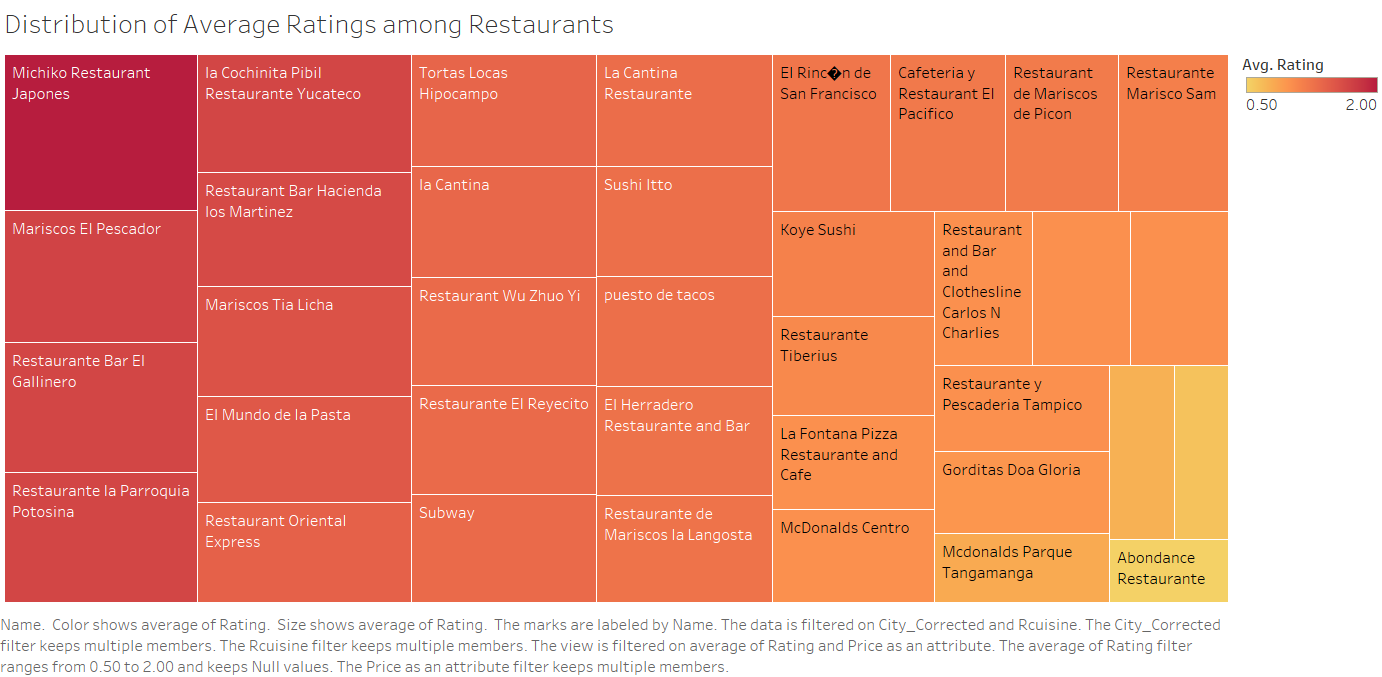 Distribution of Average Ratings among Restaurants
Michiko Restaurant
Japones
Mariscos El Pescador
Restaurante Bar El
Gallinero
Restaurante la Parroquia
Potosina
la Cochinita Pibil
Restaurante Yucateco
Restaurant Bar Hacienda
los Martinez
Mariscos Tia Licha
El Mundo de la Pasta
Restaurant Oriental
Express
Tortas Locas
Hipocampo
la Cantina
Restaurant Wu Zhuo Yi
Restaurante El Reyecito
Subway
La Cantina
Restaurante
Sushi Itto
puesto de tacos
El Herradero
Restaurante and Bar
Restaurante de
Mariscos la Langosta
El Rinc�n de
San Francisco
Cafeteria y
Restaurant El
Pacifico
Restaurant
de Mariscos
de Picon
Restaurante
Marisco Sam
Koye Sushi
Restaurante
Tiberius
La Fontana Pizza
Restaurante and
Cafe
McDonalds Centro
Restaurant
and Bar
and
Clothesline
Carlos N
Charlies
Restaurante y
Pescaderia Tampico
Gorditas Doa Gloria
Mcdonalds Parque
Tangamanga
Abondance
Restaurante
Avg. Rating
0.50 2.00
Name.  Color shows average of Rating.  Size shows average of Rating.  The marks are labeled by Name. The data is filtered on City_Corrected and Rcuisine. The City_Corrected
filter keeps multiple members. The Rcuisine filter keeps multiple members. The view is filtered on average of Rating and Price as an attribute. The average of Rating filter
ranges from 0.50 to 2.00 and keeps Null values. The Price as an attribute filter keeps multiple members.